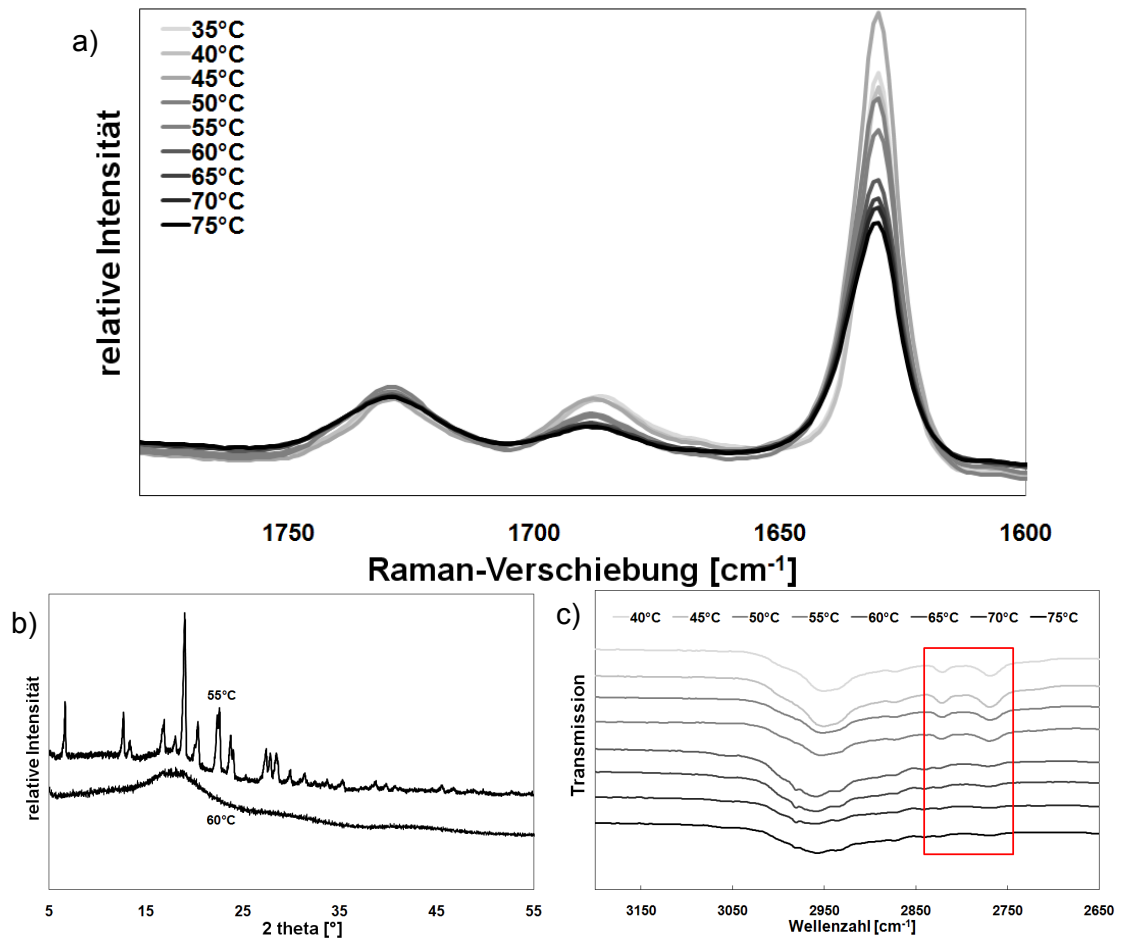 a)
35°C
40°C
45°C
50°C
55°C
60°C
65°C
70°C
75°C
relative Intensität
1750 1700 1650 1600
Raman-Verschiebung [cm-1]
b)
55°C
60°C
relative Intensität
5 15 25 35 45 55
2 theta [°]
c)
40°C 45°C 50°C 55°C 60°C 65°C 70°C 75°C
Transmission
3150 3050 2950 2850 2750 2650
Wellenzahl [cm-1]